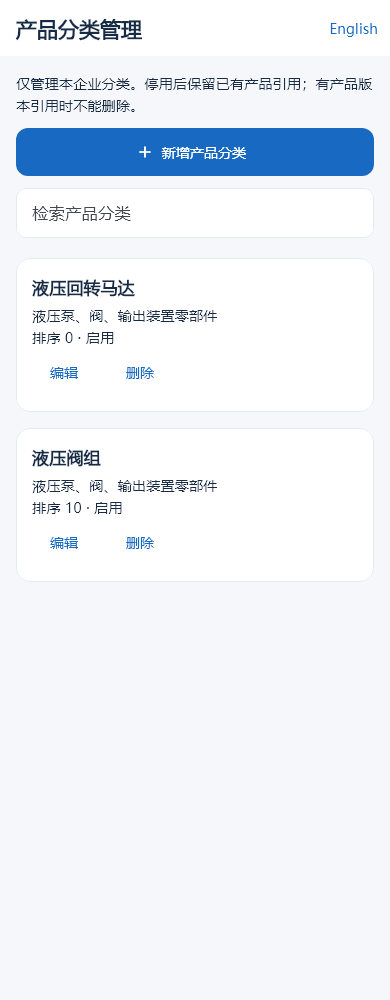 产品分类管理
English
仅管理本企业分类。停用后保留已有产品引用；有产品版
本引用时不能删除。
+ 新增产品分类
检索产品分类
液压回转马达
液压泵、阀、输出装置零部件
排序 0 · 启用
编辑 删除
液压阀组
液压泵、阀、输出装置零部件
排序 10 · 启用
编辑 删除